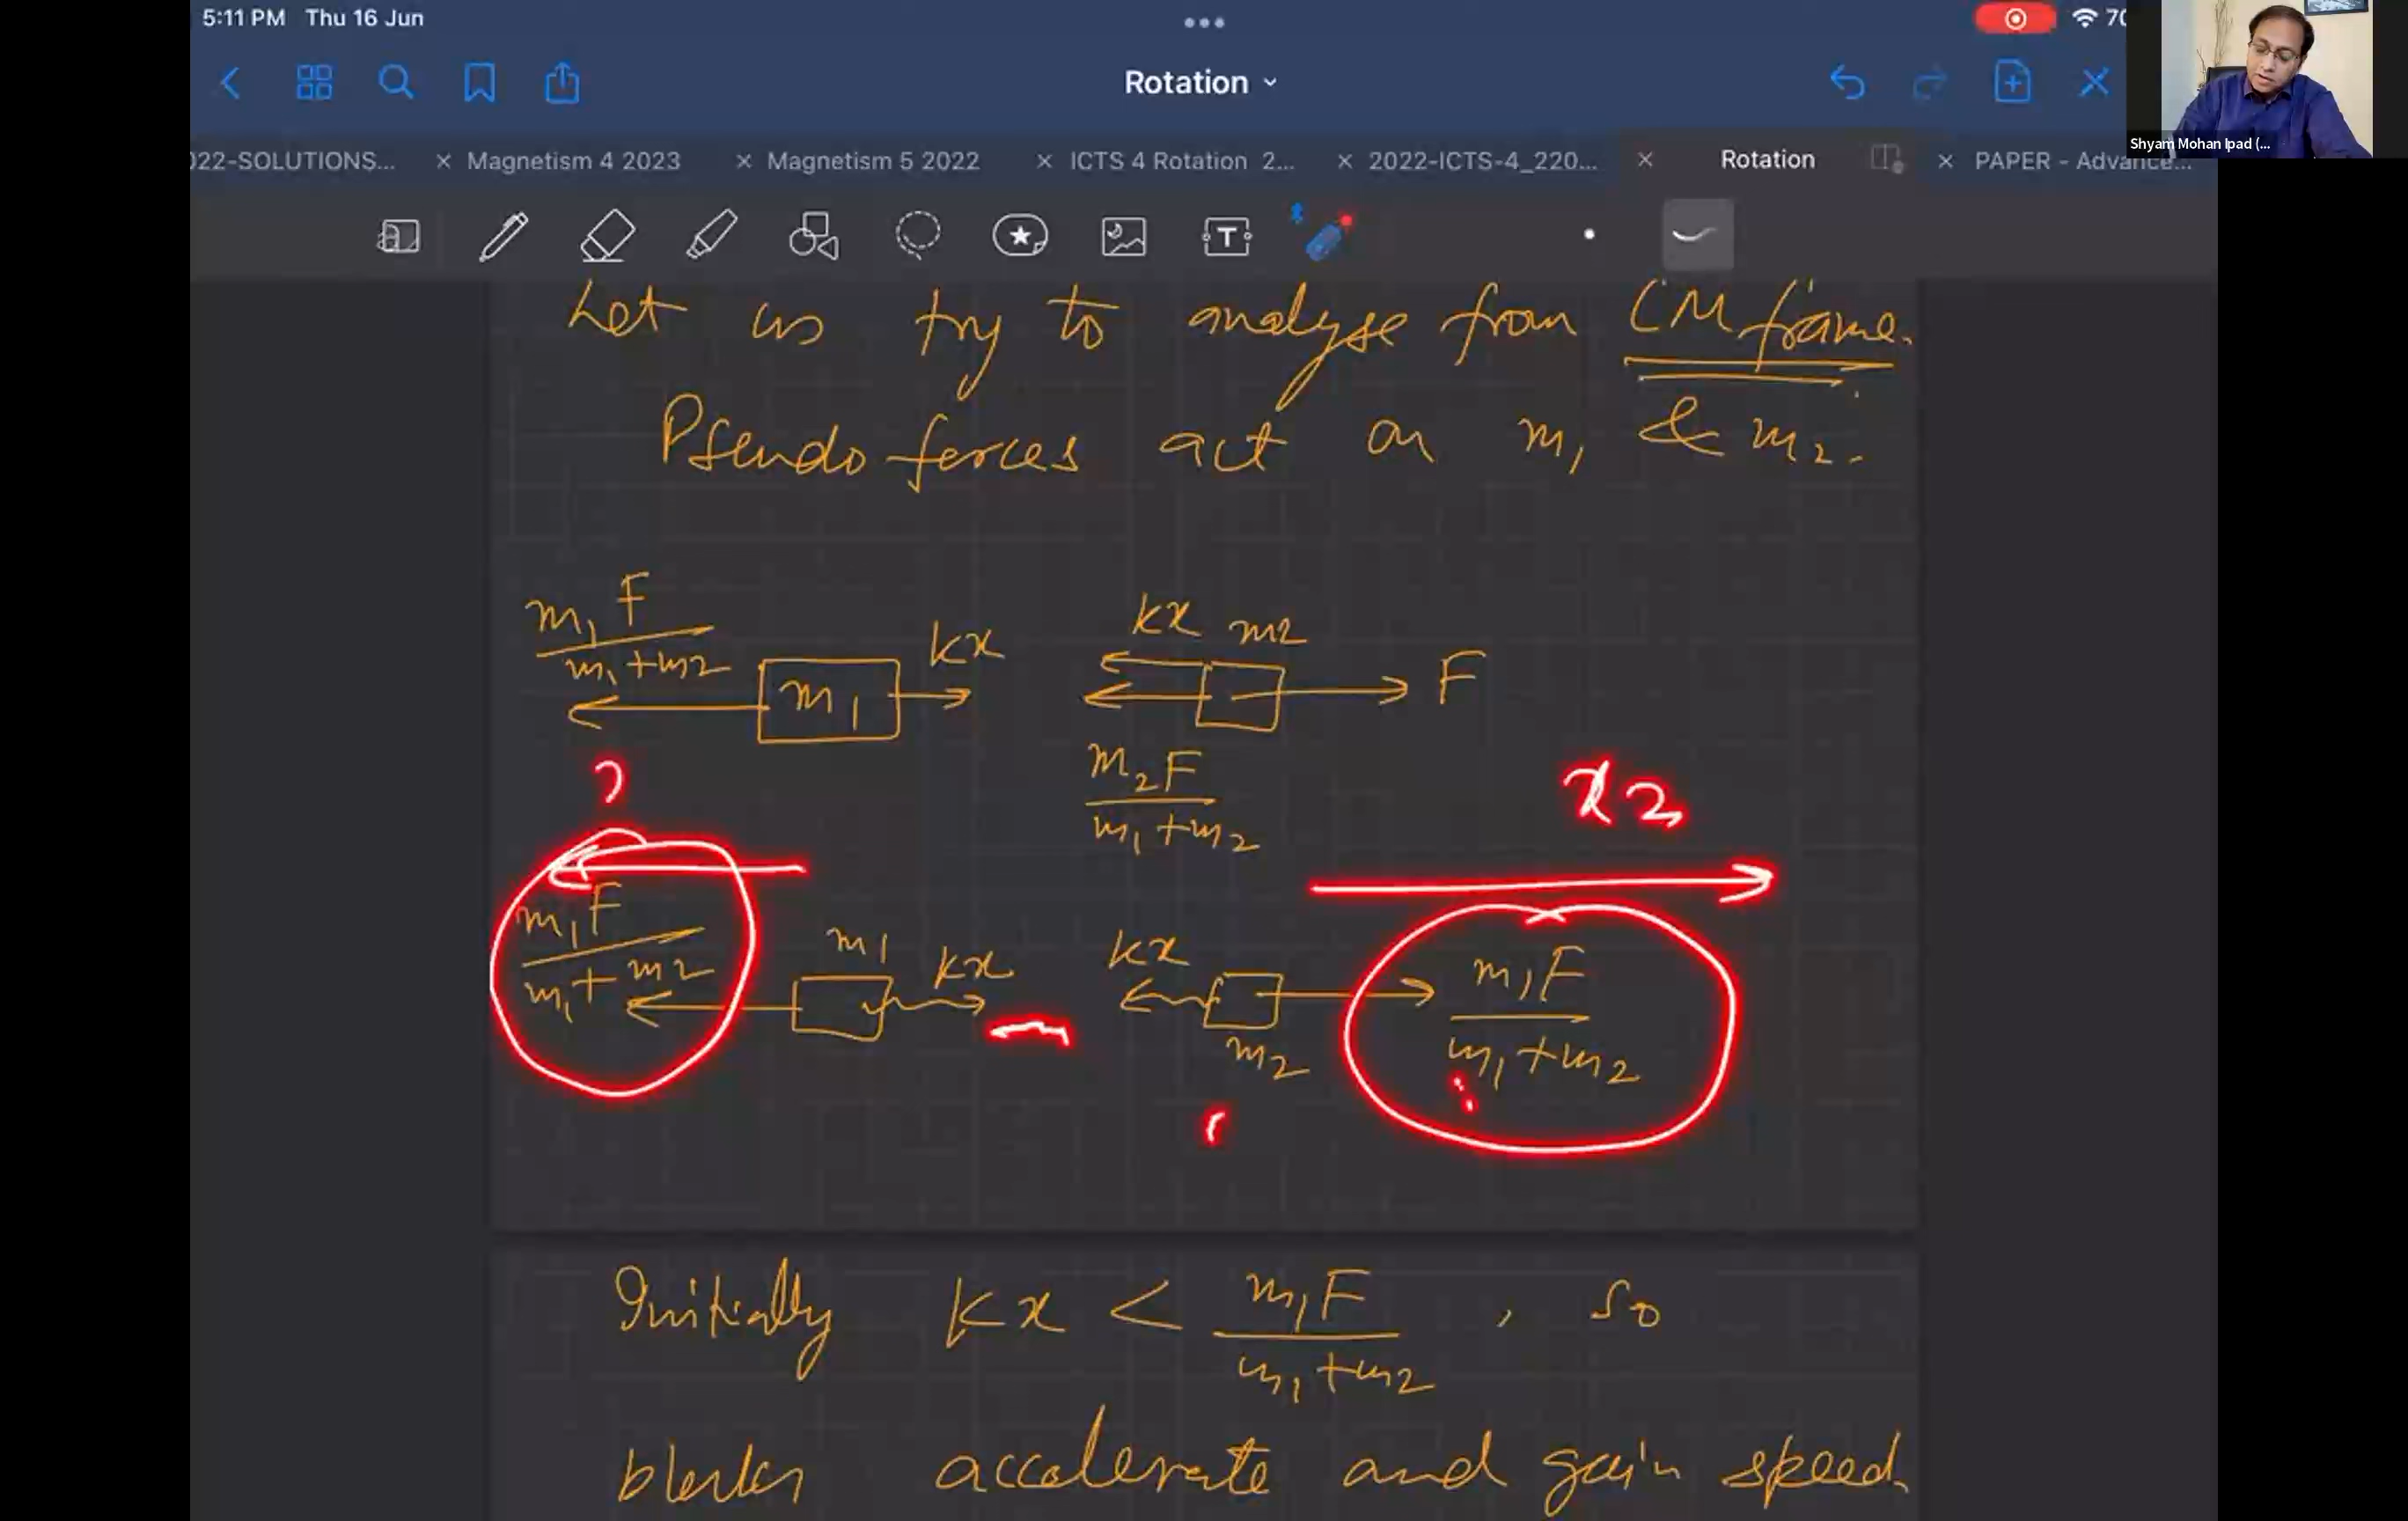 5:11 PM Thu 16 Jun
70
Shyam Mohan Ipad (...
Rotation
022-SOLUTIONS...
Magnetism 4 2023
Magnetism 5 2022
ICTS 4 Rotation 2...
2022-ICTS-4_220...
Rotation
PAPER - Advance...
T
Let us try to analyse from CM frame.
Pseudo forces act on m₁ & m₂.
m₁F/(m₁+m₂) m₁ kx kx m2 F
m₂F/(m₁+m₂)
x2
m₁F/(m₁+m2) m₁ kx kx m₂ m₁F/(m₁+m₂)
Initially kx < m₁F/(m₁+m₂) , so
blocks accelerate and gain speed.